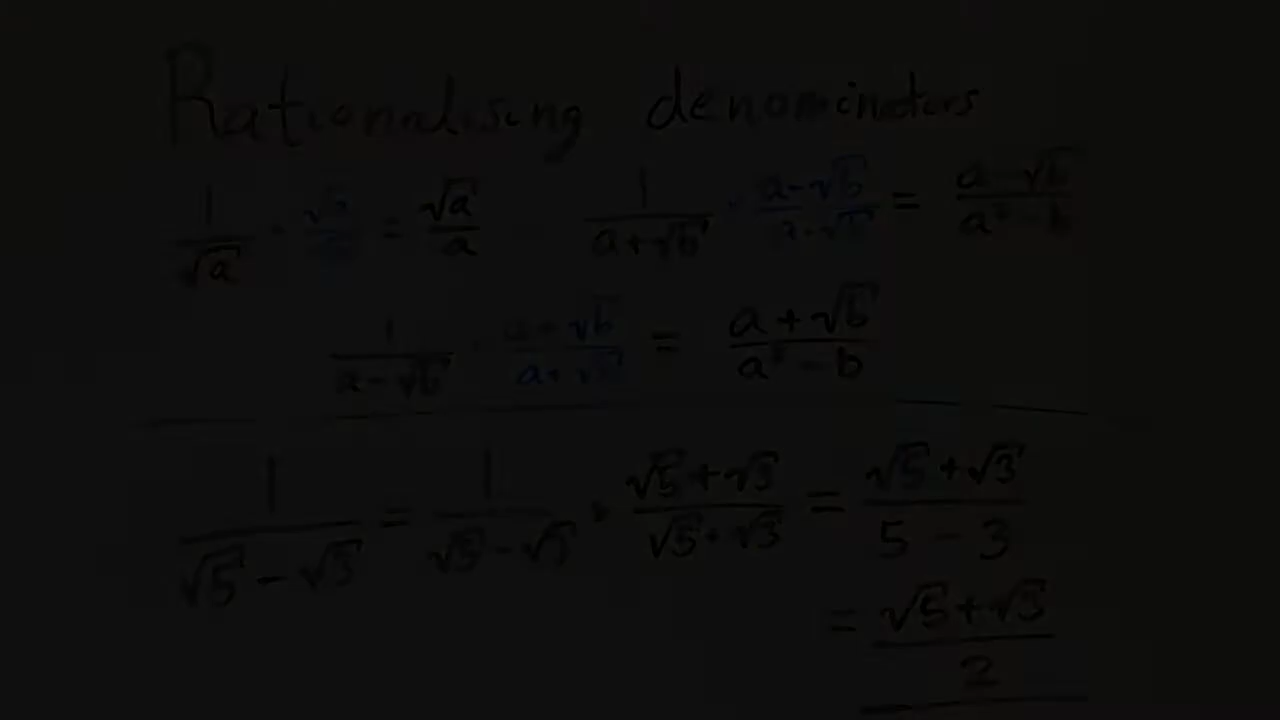 Rationalising denominators
1/√a · √a/a = √a/a    1/(a+√b) · (a-√b)/(a-√b) = (a-√b)/(a²-b)
1/(a-√b) · (a+√b)/(a+√b) = (a+√b)/(a²-b)
1/(√5-√3) = 1/(√5-√3) · (√5+√3)/(√5+√3) = (√5+√3)/(5-3)
= (√5+√3)/2